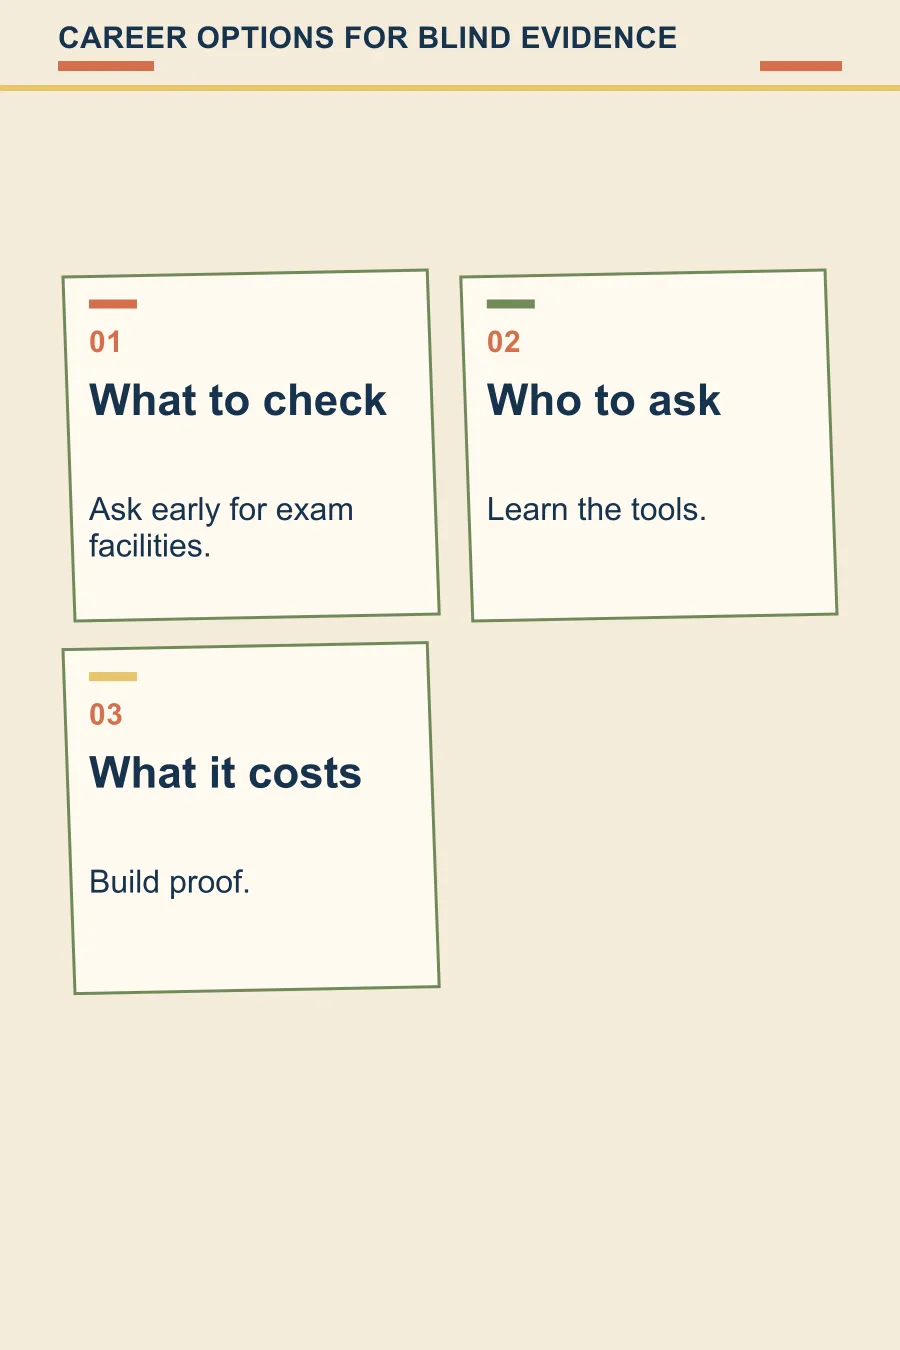 CAREER OPTIONS FOR BLIND EVIDENCE
01
What to check
Ask early for exam
facilities.
02
Who to ask
Learn the tools.
03
What it costs
Build proof.